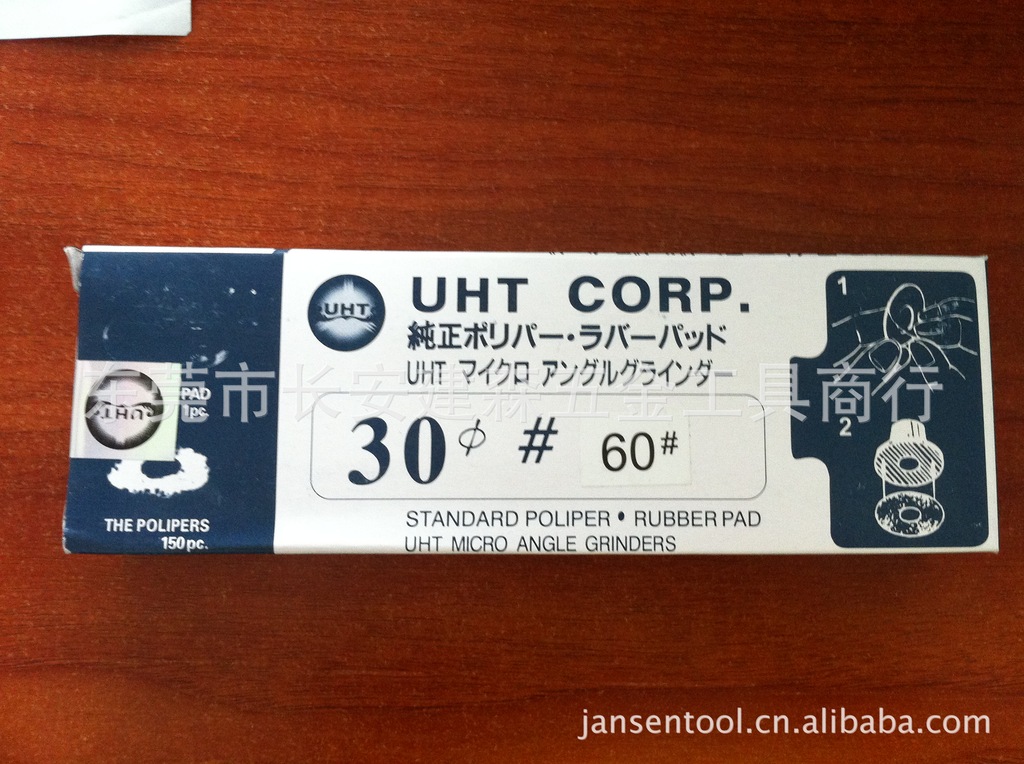 UHT
UHT CORP.
純正ポリパー・ラバーパッド
UHT マイクロ アングルグラインダー
30φ # 60#
STANDARD POLIPER • RUBBER PAD
UHT MICRO ANGLE GRINDERS
UHT
PAD
1pc.
THE POLIPERS
150pc.
1
2
东莞市长安建霖五金工具商行
jansentool.cn.alibaba.com